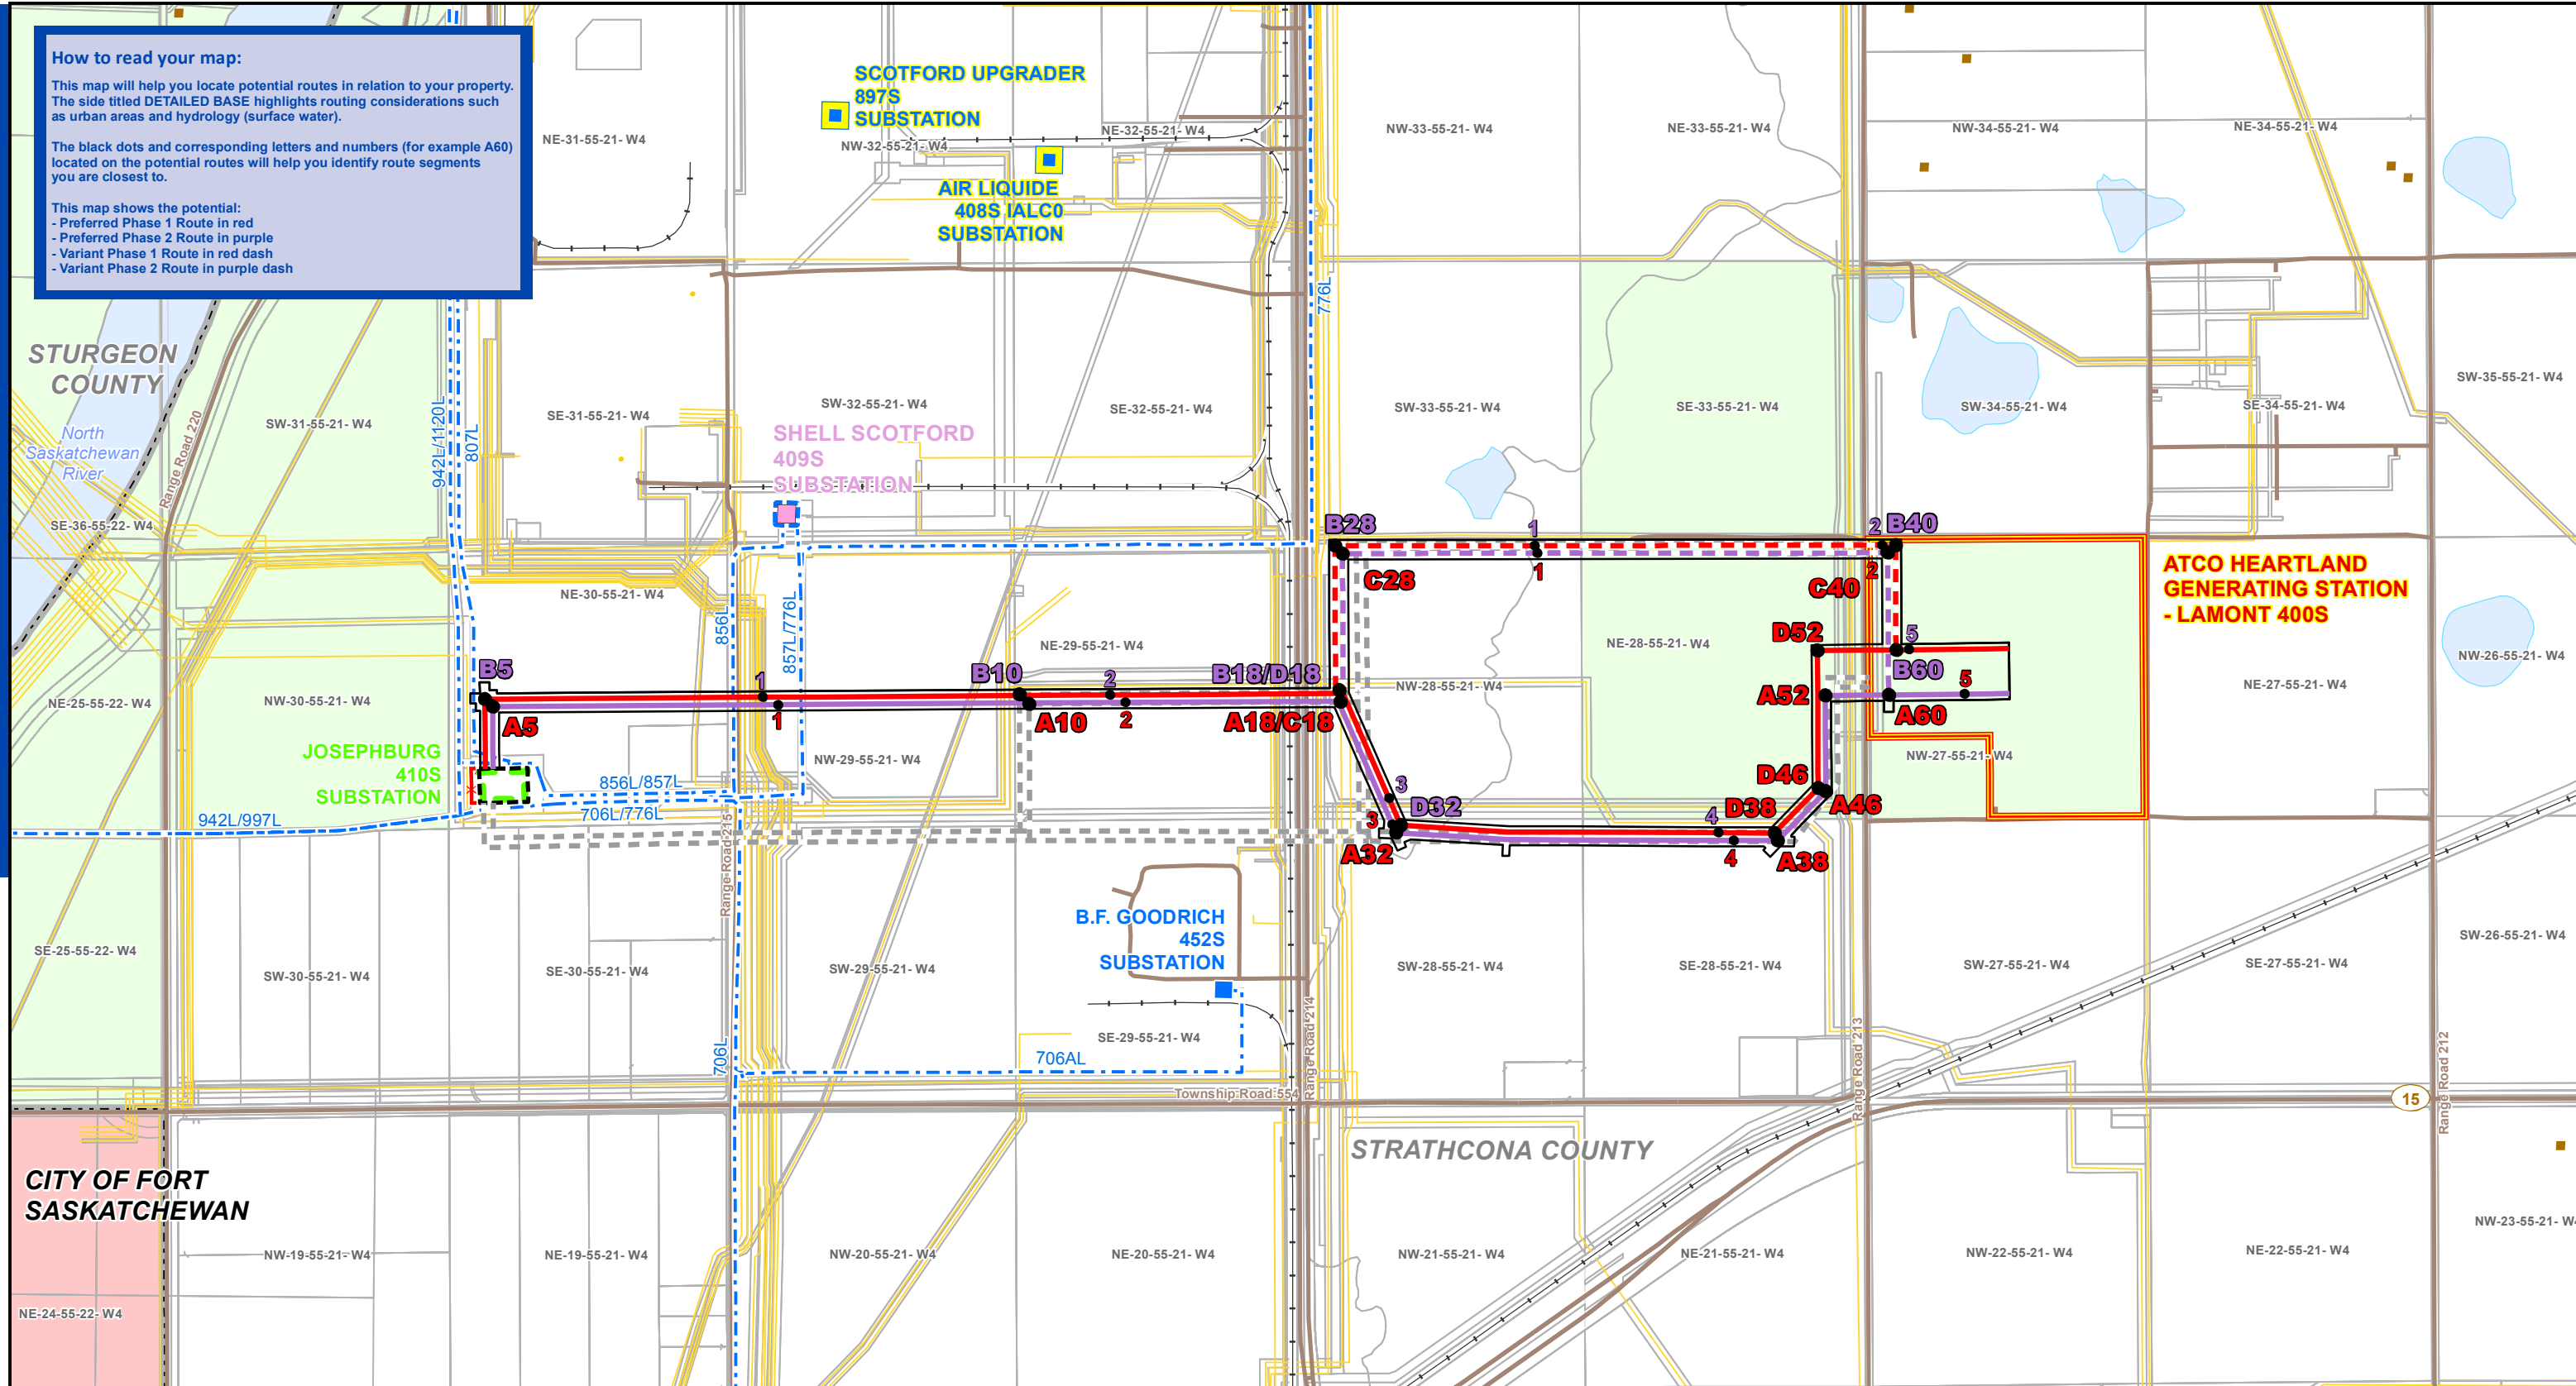 How to read your map:
This map will help you locate potential routes in relation to your property.
The side titled DETAILED BASE highlights routing considerations such
as urban areas and hydrology (surface water).
The black dots and corresponding letters and numbers (for example A60)
located on the potential routes will help you identify route segments
you are closest to.
This map shows the potential:
- Preferred Phase 1 Route in red
- Preferred Phase 2 Route in purple
- Variant Phase 1 Route in red dash
- Variant Phase 2 Route in purple dash
SCOTFORD UPGRADER
897S
SUBSTATION
NE-31-55-21- W4
NW-32-55-21- W4
NE-32-55-21- W4
NW-33-55-21- W4
NE-33-55-21- W4
NW-34-55-21- W4
NE-34-55-21- W4
AIR LIQUIDE
408S IALC0
SUBSTATION
776L
STURGEON
COUNTY
North
Saskatchewan
River
Range Road 220
942L/1120L
807L
SW-31-55-21- W4
SE-31-55-21- W4
SW-32-55-21- W4
SE-32-55-21- W4
SW-33-55-21- W4
SE-33-55-21- W4
SW-34-55-21- W4
SE-34-55-21- W4
SW-35-55-21- W4
SHELL SCOTFORD
409S
SUBSTATION
SE-36-55-22- W4
B28
1
2
B40
C28
1
C40
2
ATCO HEARTLAND
GENERATING STATION
- LAMONT 400S
NE-30-55-21- W4
856L
857L/776L
NE-29-55-21- W4
NE-28-55-21- W4
D52
5
NW-26-55-21- W4
B5
1
B10
2
B18/D18
NW-28-55-21- W4
B60
5
NE-27-55-21- W4
NE-25-55-22- W4
NW-30-55-21- W4
A5
1
A10
2
A18/C18
A52
A60
JOSEPHBURG
410S
SUBSTATION
NW-29-55-21- W4
NW-27-55-21- W4
856L/857L
706L/776L
942L/997L
3
D32
D46
A46
3
4
D38
A32
4
A38
Range Road 215
B.F. GOODRICH
452S
SUBSTATION
SE-25-55-22- W4
SW-30-55-21- W4
SE-30-55-21- W4
SW-29-55-21- W4
SW-28-55-21- W4
SE-28-55-21- W4
SW-27-55-21- W4
SE-27-55-21- W4
SW-26-55-21- W4
SE-29-55-21- W4
706L
706AL
Range Road 214
Range Road 213
Range Road 212
Township Road 554
15
STRATHCONA COUNTY
CITY OF FORT
SASKATCHEWAN
NW-19-55-21- W4
NE-19-55-21- W4
NW-20-55-21- W4
NE-20-55-21- W4
NW-21-55-21- W4
NE-21-55-21- W4
NW-22-55-21- W4
NE-22-55-21- W4
NW-23-55-21- W4
NE-24-55-22- W4